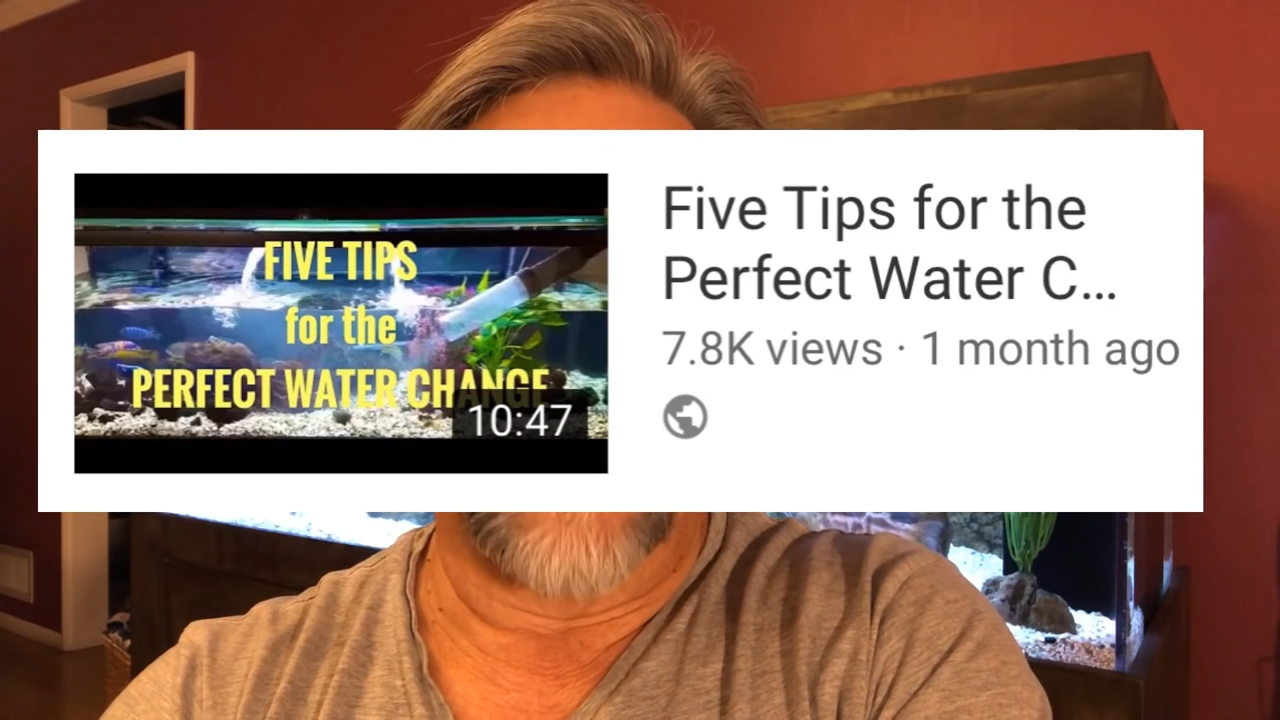 FIVE TIPS
for the
PERFECT WATER CHANGE
10:47
Five Tips for the
Perfect Water C...
7.8K views · 1 month ago